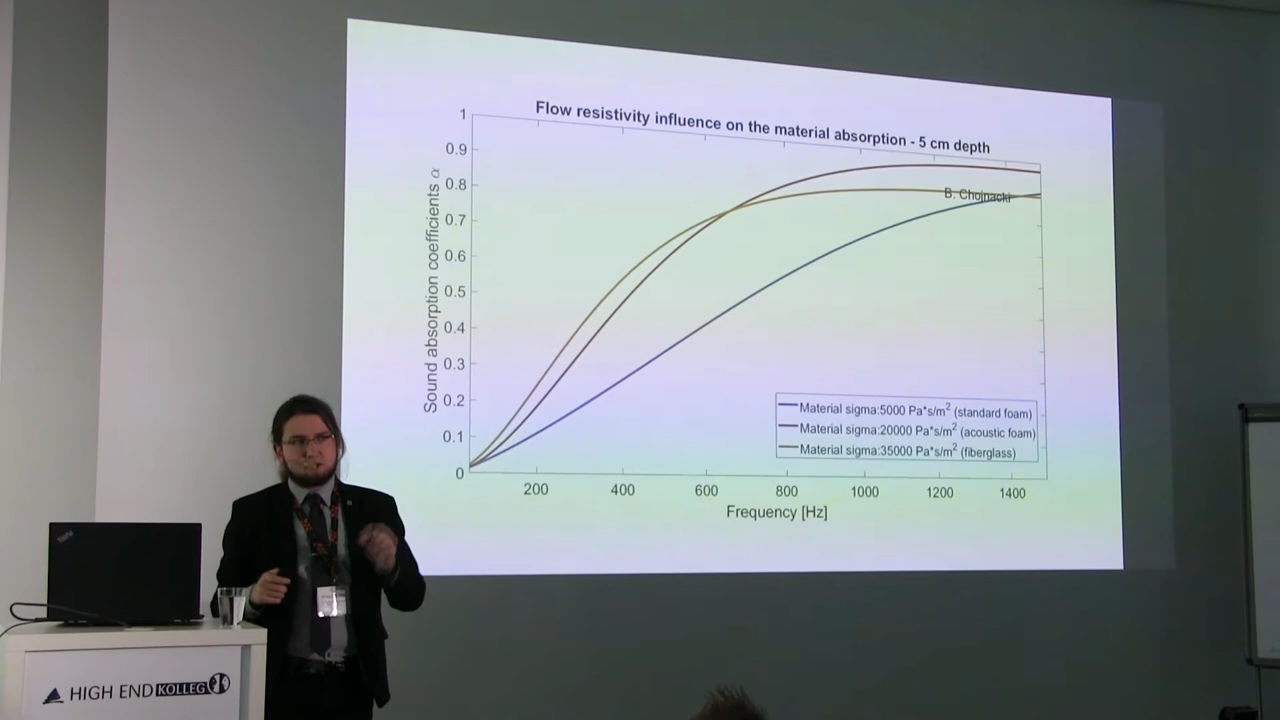 Flow resistivity influence on the material absorption - 5 cm depth
Sound absorption coefficients α
1
0.9
0.8
0.7
0.6
0.5
0.4
0.3
0.2
0.1
0
200 400 600 800 1000 1200 1400
Frequency [Hz]
B. Chojnacki
Material sigma:5000 Pa*s/m² (standard foam)
Material sigma:20000 Pa*s/m² (acoustic foam)
Material sigma:35000 Pa*s/m² (fiberglass)
HIGH END KOLLEG